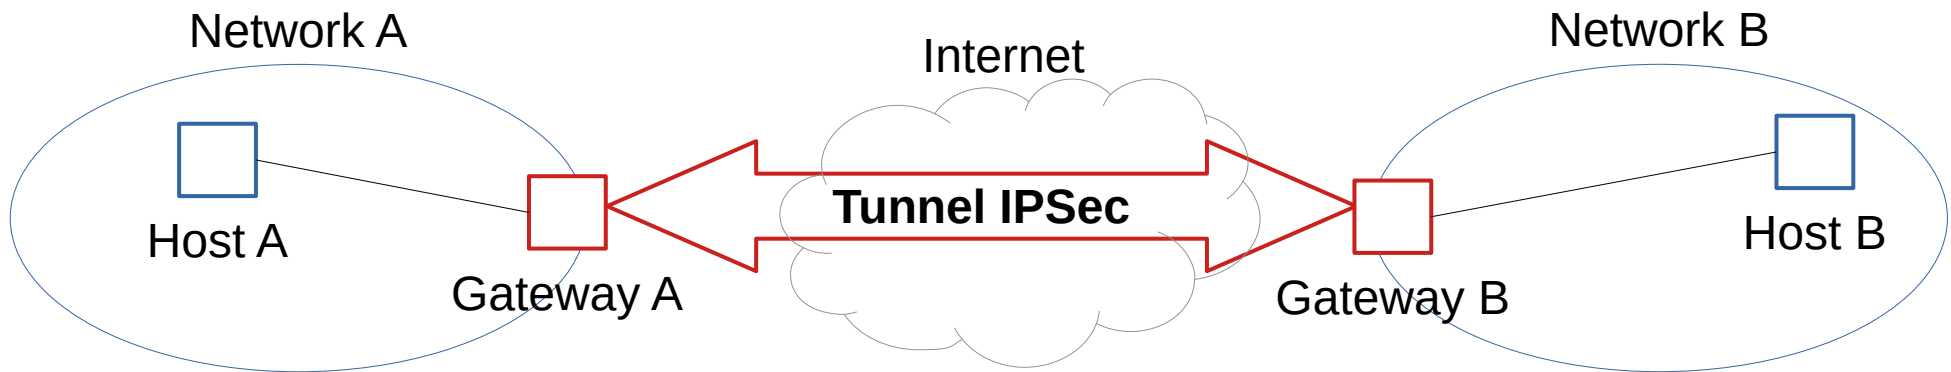 Network A
Internet
Network B
Tunnel IPSec
Host A
Host B
Gateway A
Gateway B